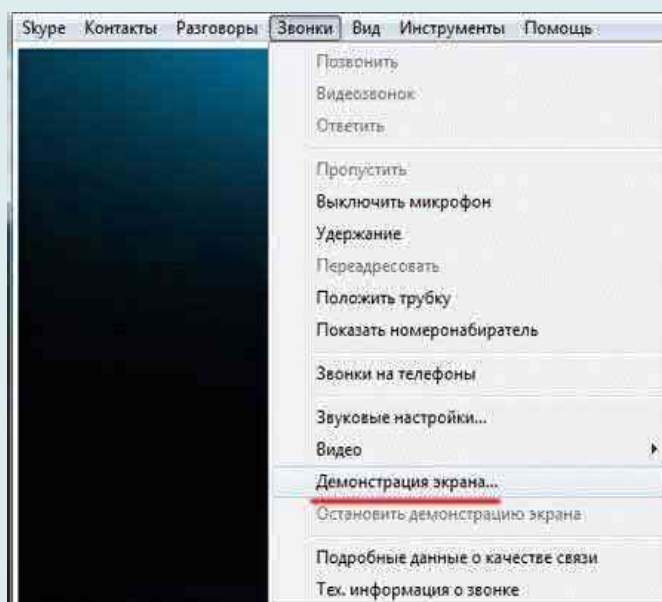 Skype Контакты Разговоры Звонки Вид Инструменты Помощь
Позвонить
Видеозвонок
Ответить
Пропустить
Выключить микрофон
Удержание
Переадресовать
Положить трубку
Показать номеронабиратель
Звонки на телефоны
Звуковые настройки...
Видео
Демонстрация экрана...
Остановить демонстрацию экрана
Подробные данные о качестве связи
Тех. информация о звонке